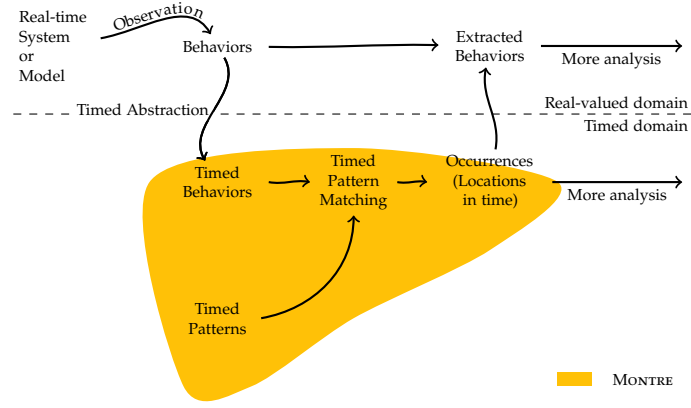 Real-time
System
or
Model
Observation
Behaviors
Extracted
Behaviors
More analysis
Timed Abstraction
Real-valued domain
Timed domain
Timed
Behaviors
Timed
Pattern
Matching
Occurrences
(Locations
in time)
More analysis
Timed
Patterns
MONTRE